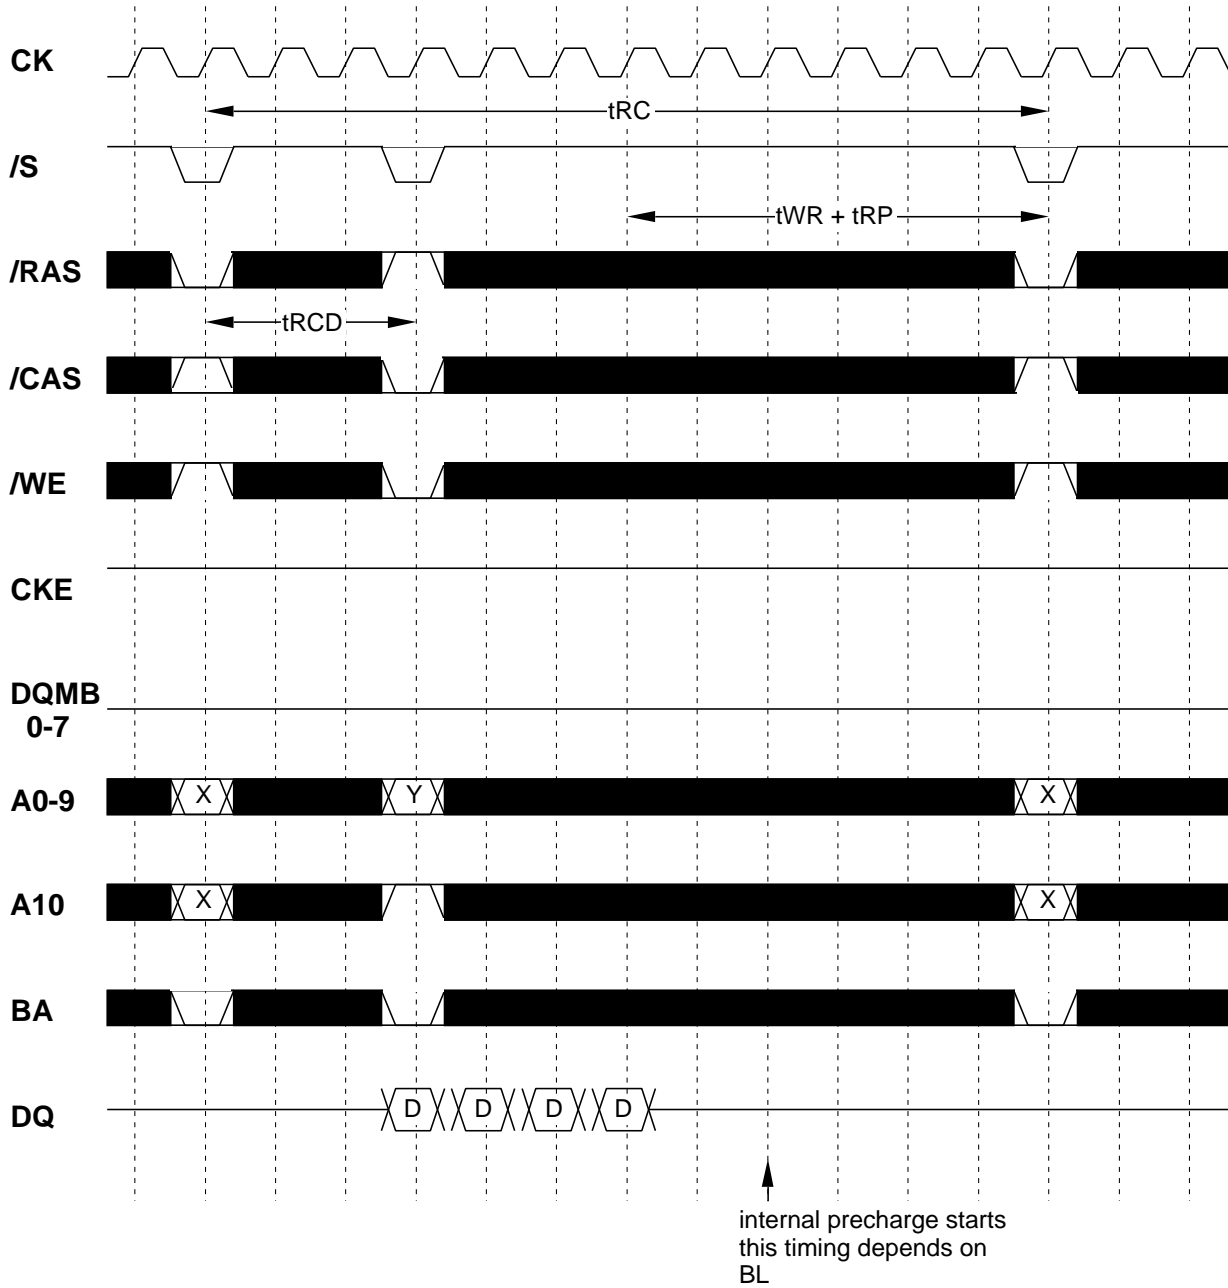 CK
tRC
/S
tWR + tRP
/RAS
tRCD
/CAS
/WE
CKE
DQMB
0-7
A0-9 X Y X
A10 X X
BA
DQ D D D D
internal precharge starts
this timing depends on
BL